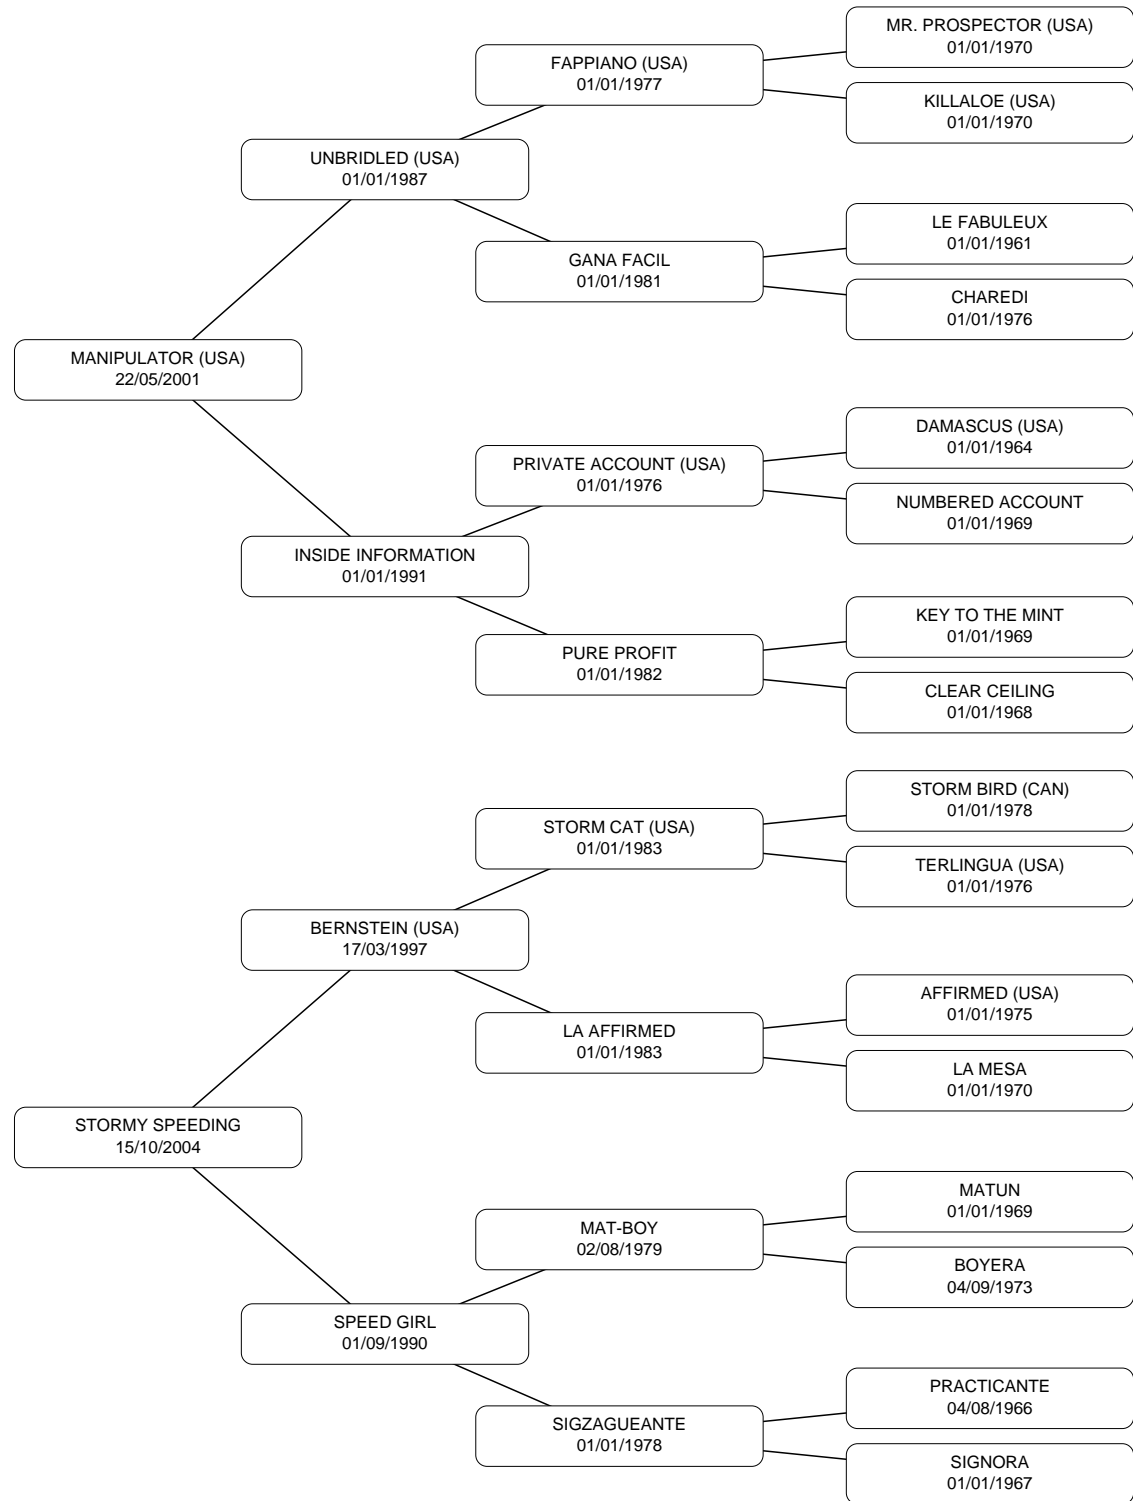 MR. PROSPECTOR (USA)
01/01/1970
FAPPIANO (USA)
01/01/1977
KILLALOE (USA)
01/01/1970
UNBRIDLED (USA)
01/01/1987
LE FABULEUX
01/01/1961
GANA FACIL
01/01/1981
CHAREDI
01/01/1976
MANIPULATOR (USA)
22/05/2001
DAMASCUS (USA)
01/01/1964
PRIVATE ACCOUNT (USA)
01/01/1976
NUMBERED ACCOUNT
01/01/1969
INSIDE INFORMATION
01/01/1991
KEY TO THE MINT
01/01/1969
PURE PROFIT
01/01/1982
CLEAR CEILING
01/01/1968
STORM BIRD (CAN)
01/01/1978
STORM CAT (USA)
01/01/1983
TERLINGUA (USA)
01/01/1976
BERNSTEIN (USA)
17/03/1997
AFFIRMED (USA)
01/01/1975
LA AFFIRMED
01/01/1983
LA MESA
01/01/1970
STORMY SPEEDING
15/10/2004
MATUN
01/01/1969
MAT-BOY
02/08/1979
BOYERA
04/09/1973
SPEED GIRL
01/09/1990
PRACTICANTE
04/08/1966
SIGZAGUEANTE
01/01/1978
SIGNORA
01/01/1967